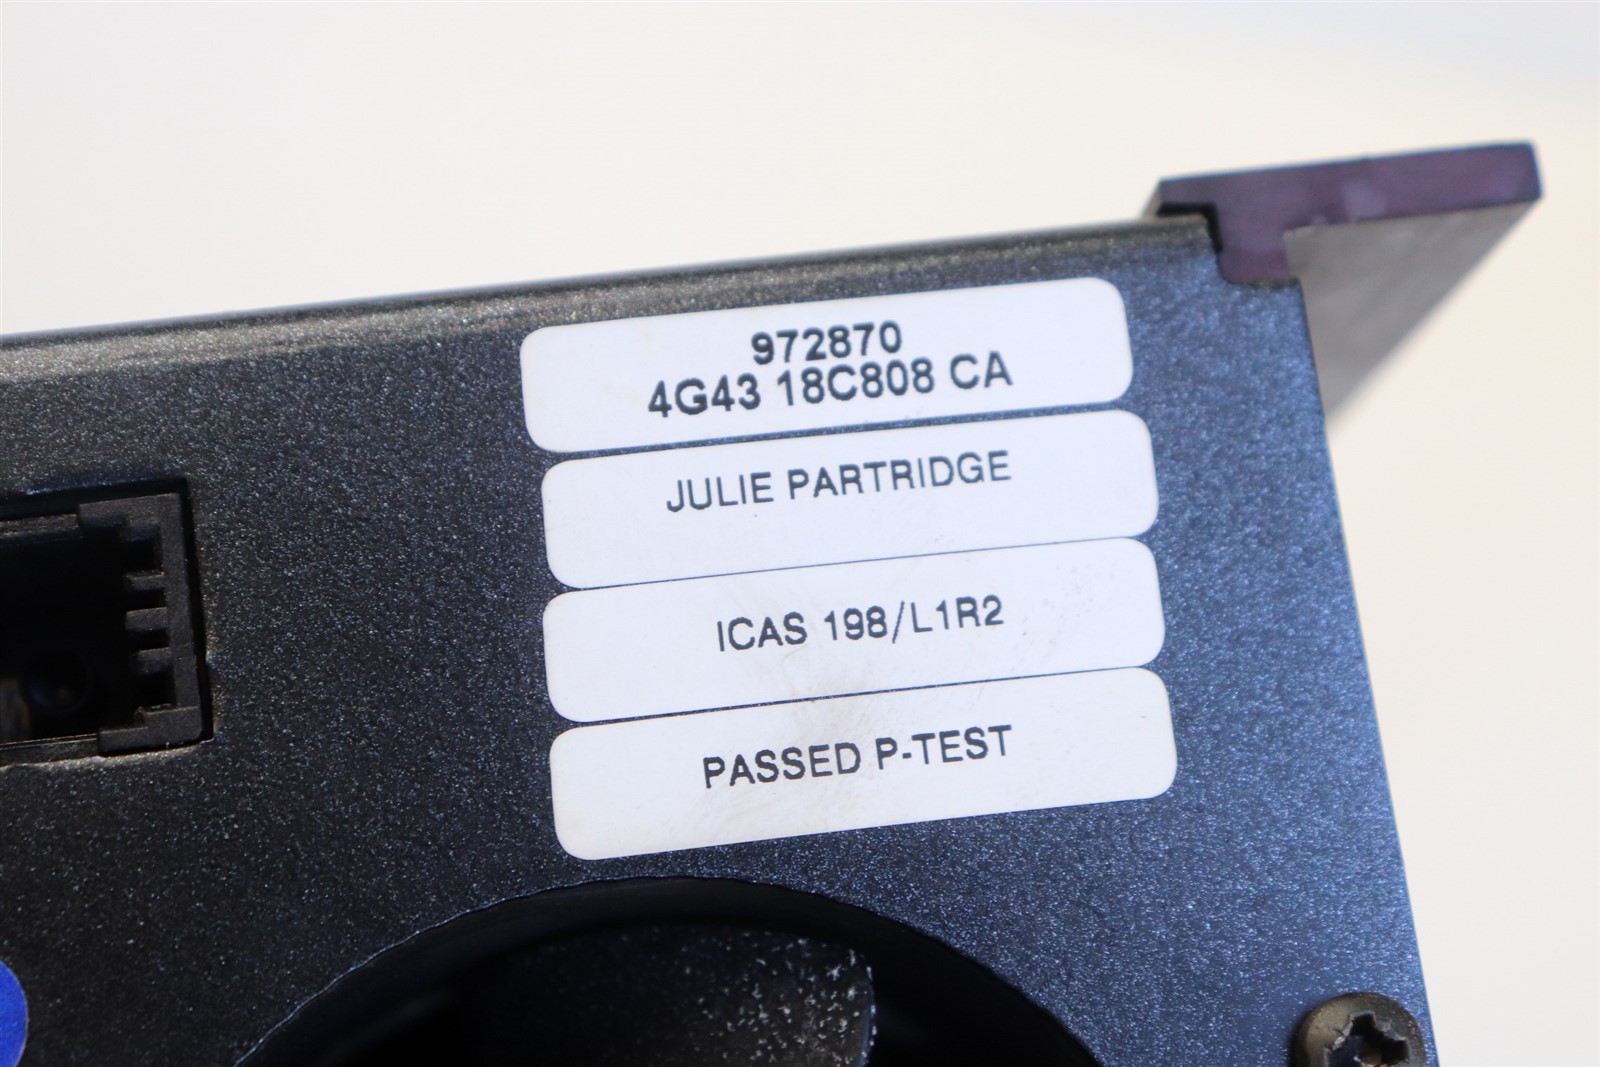 972870
4G43 18C808 CA
JULIE PARTRIDGE
ICAS 198/L1R2
PASSED P-TEST